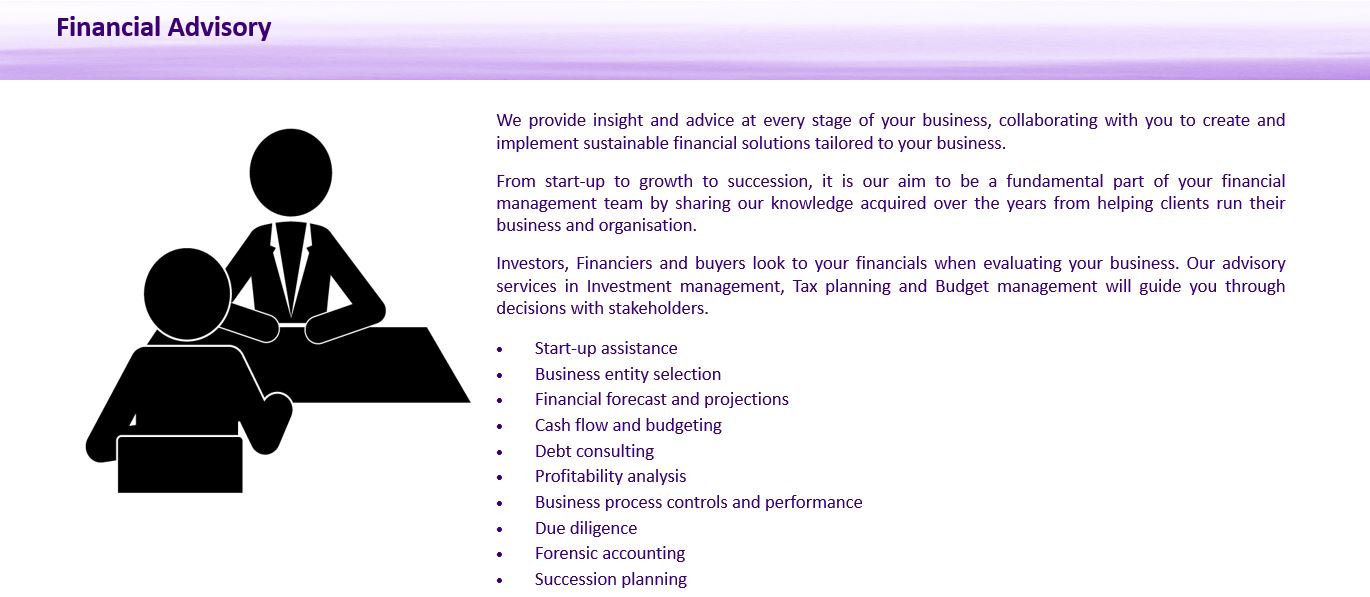 Financial Advisory
We provide insight and advice at every stage of your business, collaborating with you to create and
implement sustainable financial solutions tailored to your business.
From start-up to growth to succession, it is our aim to be a fundamental part of your financial
management team by sharing our knowledge acquired over the years from helping clients run their
business and organisation.
Investors, Financiers and buyers look to your financials when evaluating your business. Our advisory
services in Investment management, Tax planning and Budget management will guide you through
decisions with stakeholders.
• Start-up assistance
• Business entity selection
• Financial forecast and projections
• Cash flow and budgeting
• Debt consulting
• Profitability analysis
• Business process controls and performance
• Due diligence
• Forensic accounting
• Succession planning